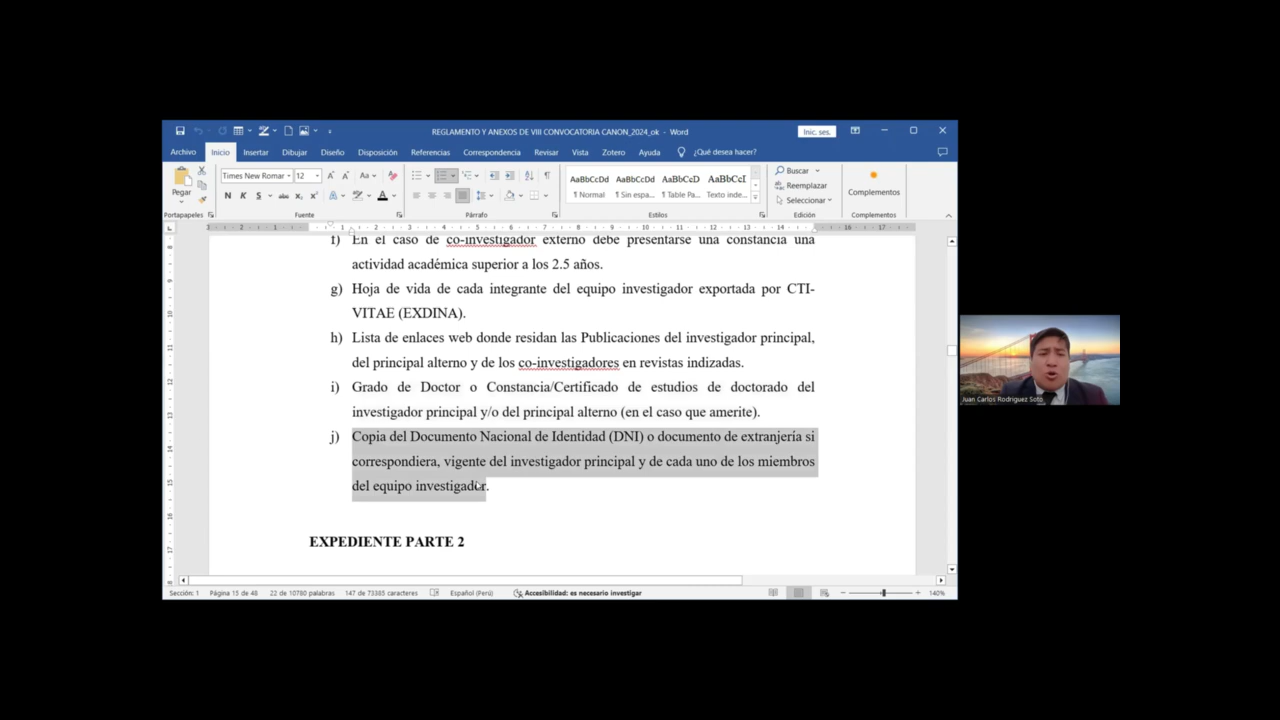 REGLAMENTO Y ANEXOS DE VIII CONVOCATORIA CANON_2024_ok - Word
Inic. ses.
Archivo Inicio Insertar Dibujar Diseño Disposición Referencias Correspondencia Revisar Vista Zotero Ayuda ¿Qué desea hacer?
Pegar
Times New Romar 12
N K S abc x₂ x²
AaBbCcDd AaBbCcDd AaBbCcD AaBbCcI
¶ Normal ¶ Sin espa... ¶ Table Pa... Texto inde...
Buscar
Reemplazar
Seleccionar
Complementos
Portapapeles Fuente Párrafo Estilos Edición Complementos
f) En el caso de co-investigador externo debe presentarse una constancia una
actividad académica superior a los 2.5 años.
g) Hoja de vida de cada integrante del equipo investigador exportada por CTI-
VITAE (EXDINA).
h) Lista de enlaces web donde residan las Publicaciones del investigador principal,
del principal alterno y de los co-investigadores en revistas indizadas.
i) Grado de Doctor o Constancia/Certificado de estudios de doctorado del
investigador principal y/o del principal alterno (en el caso que amerite).
j) Copia del Documento Nacional de Identidad (DNI) o documento de extranjería si
correspondiera, vigente del investigador principal y de cada uno de los miembros
del equipo investigador.
EXPEDIENTE PARTE 2
Sección: 1 Página 15 de 48 22 de 10780 palabras 147 de 73385 caracteres Español (Perú) Accesibilidad: es necesario investigar 140%
Juan Carlos Rodriguez Soto